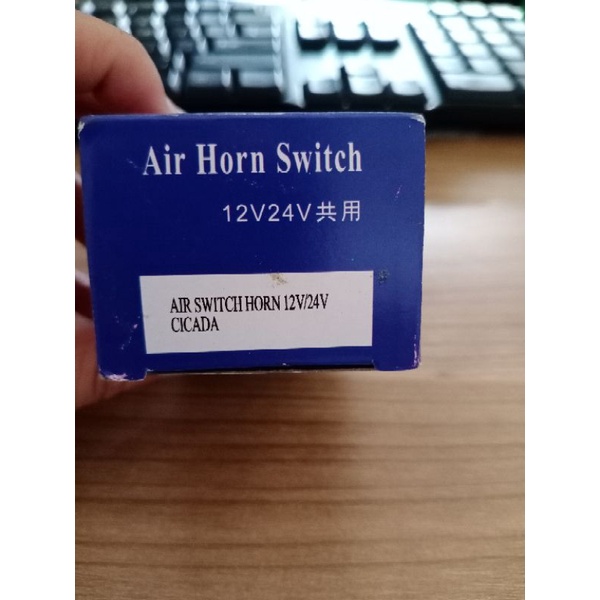 Air Horn Switch
12V24V共用
AIR SWITCH HORN 12V/24V
CICADA